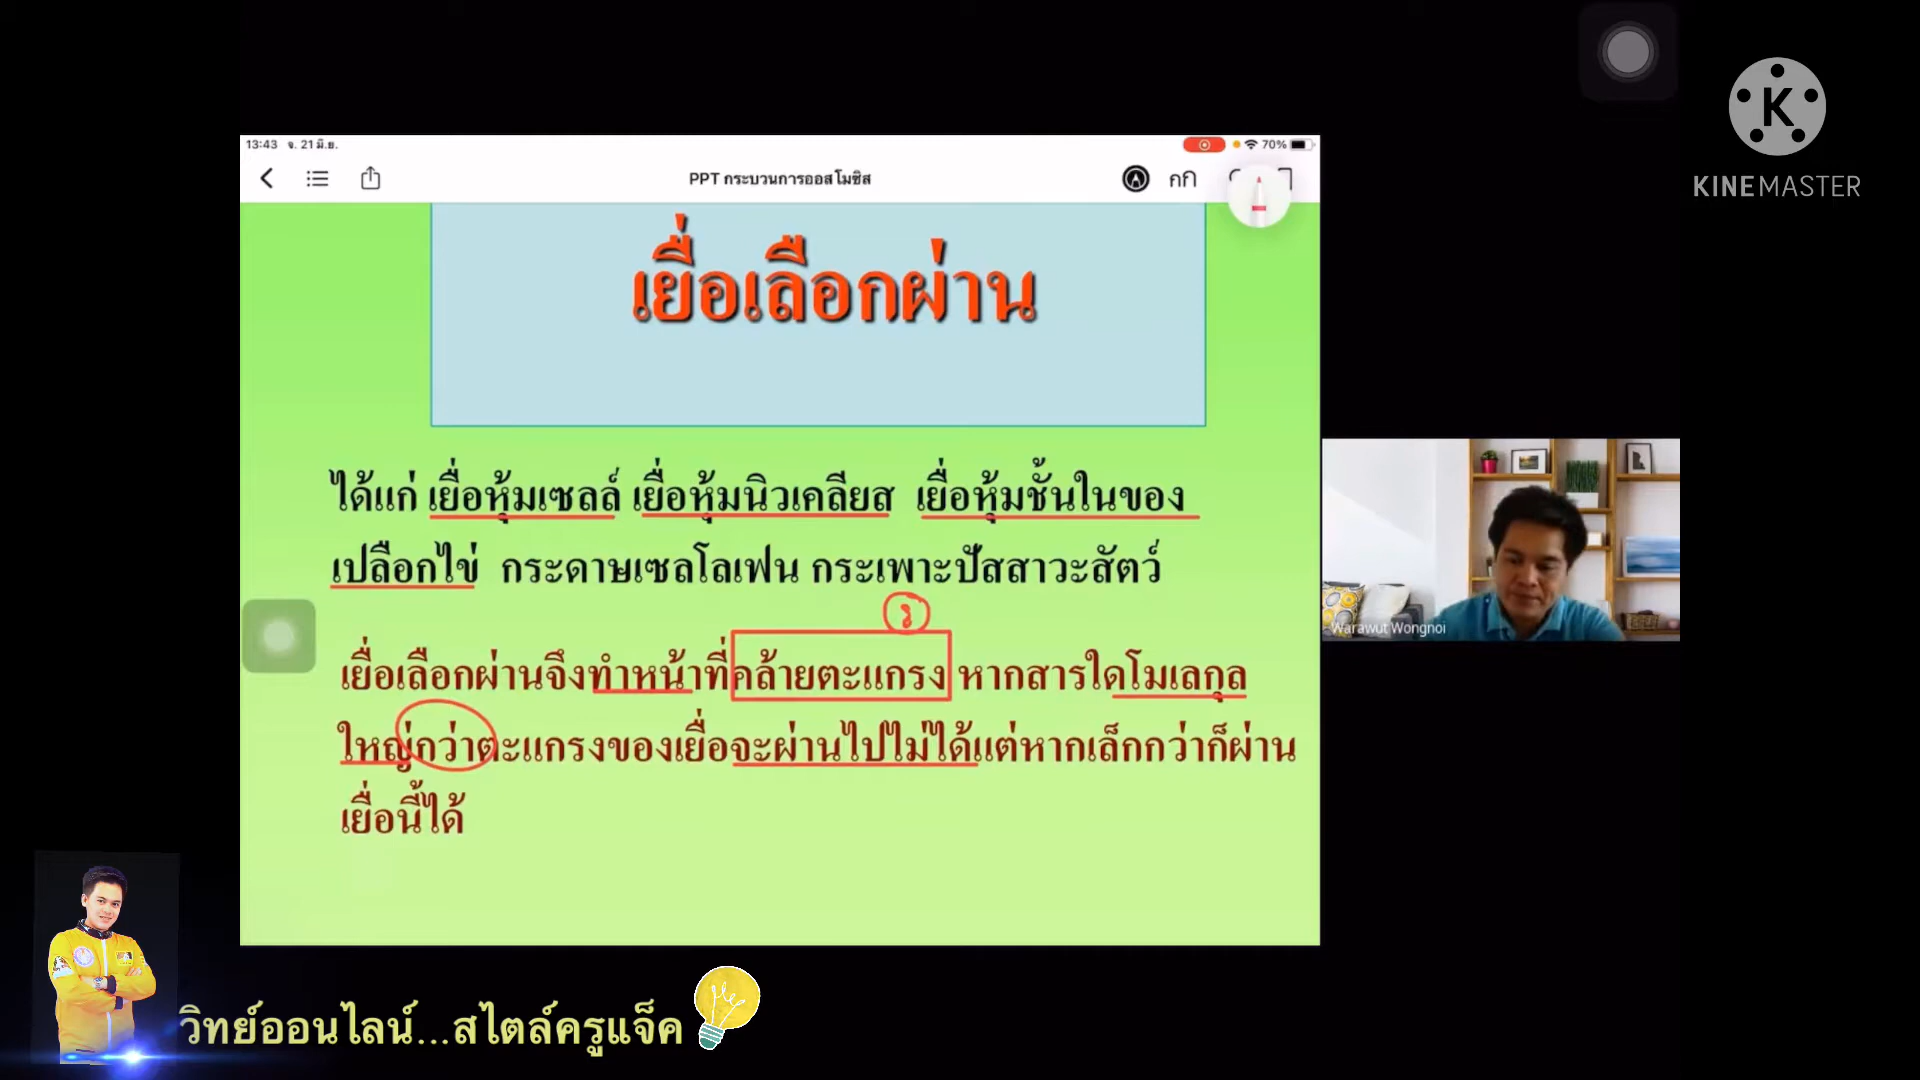 KINEMASTER
13:43 จ. 21 มิ.ย.
70%
PPT กระบวนการออสโมซิส
กก
เยื่อเลือกผ่าน
ได้แก่ เยื่อหุ้มเซลล์ เยื่อหุ้มนิวเคลียส เยื่อหุ้มชั้นในของ
เปลือกไข่ กระดาษเซลโลเฟน กระเพาะปัสสาวะสัตว์
เยื่อเลือกผ่านจึงทำหน้าที่คล้ายตะแกรง หากสารใดโมเลกุล
ใหญ่กว่าตะแกรงของเยื่อจะผ่านไปไม่ได้แต่หากเล็กกว่าก็ผ่าน
เยื่อนี้ได้
Warawut Wongnoi
วิทย์ออนไลน์...สไตล์ครูแจ็ค